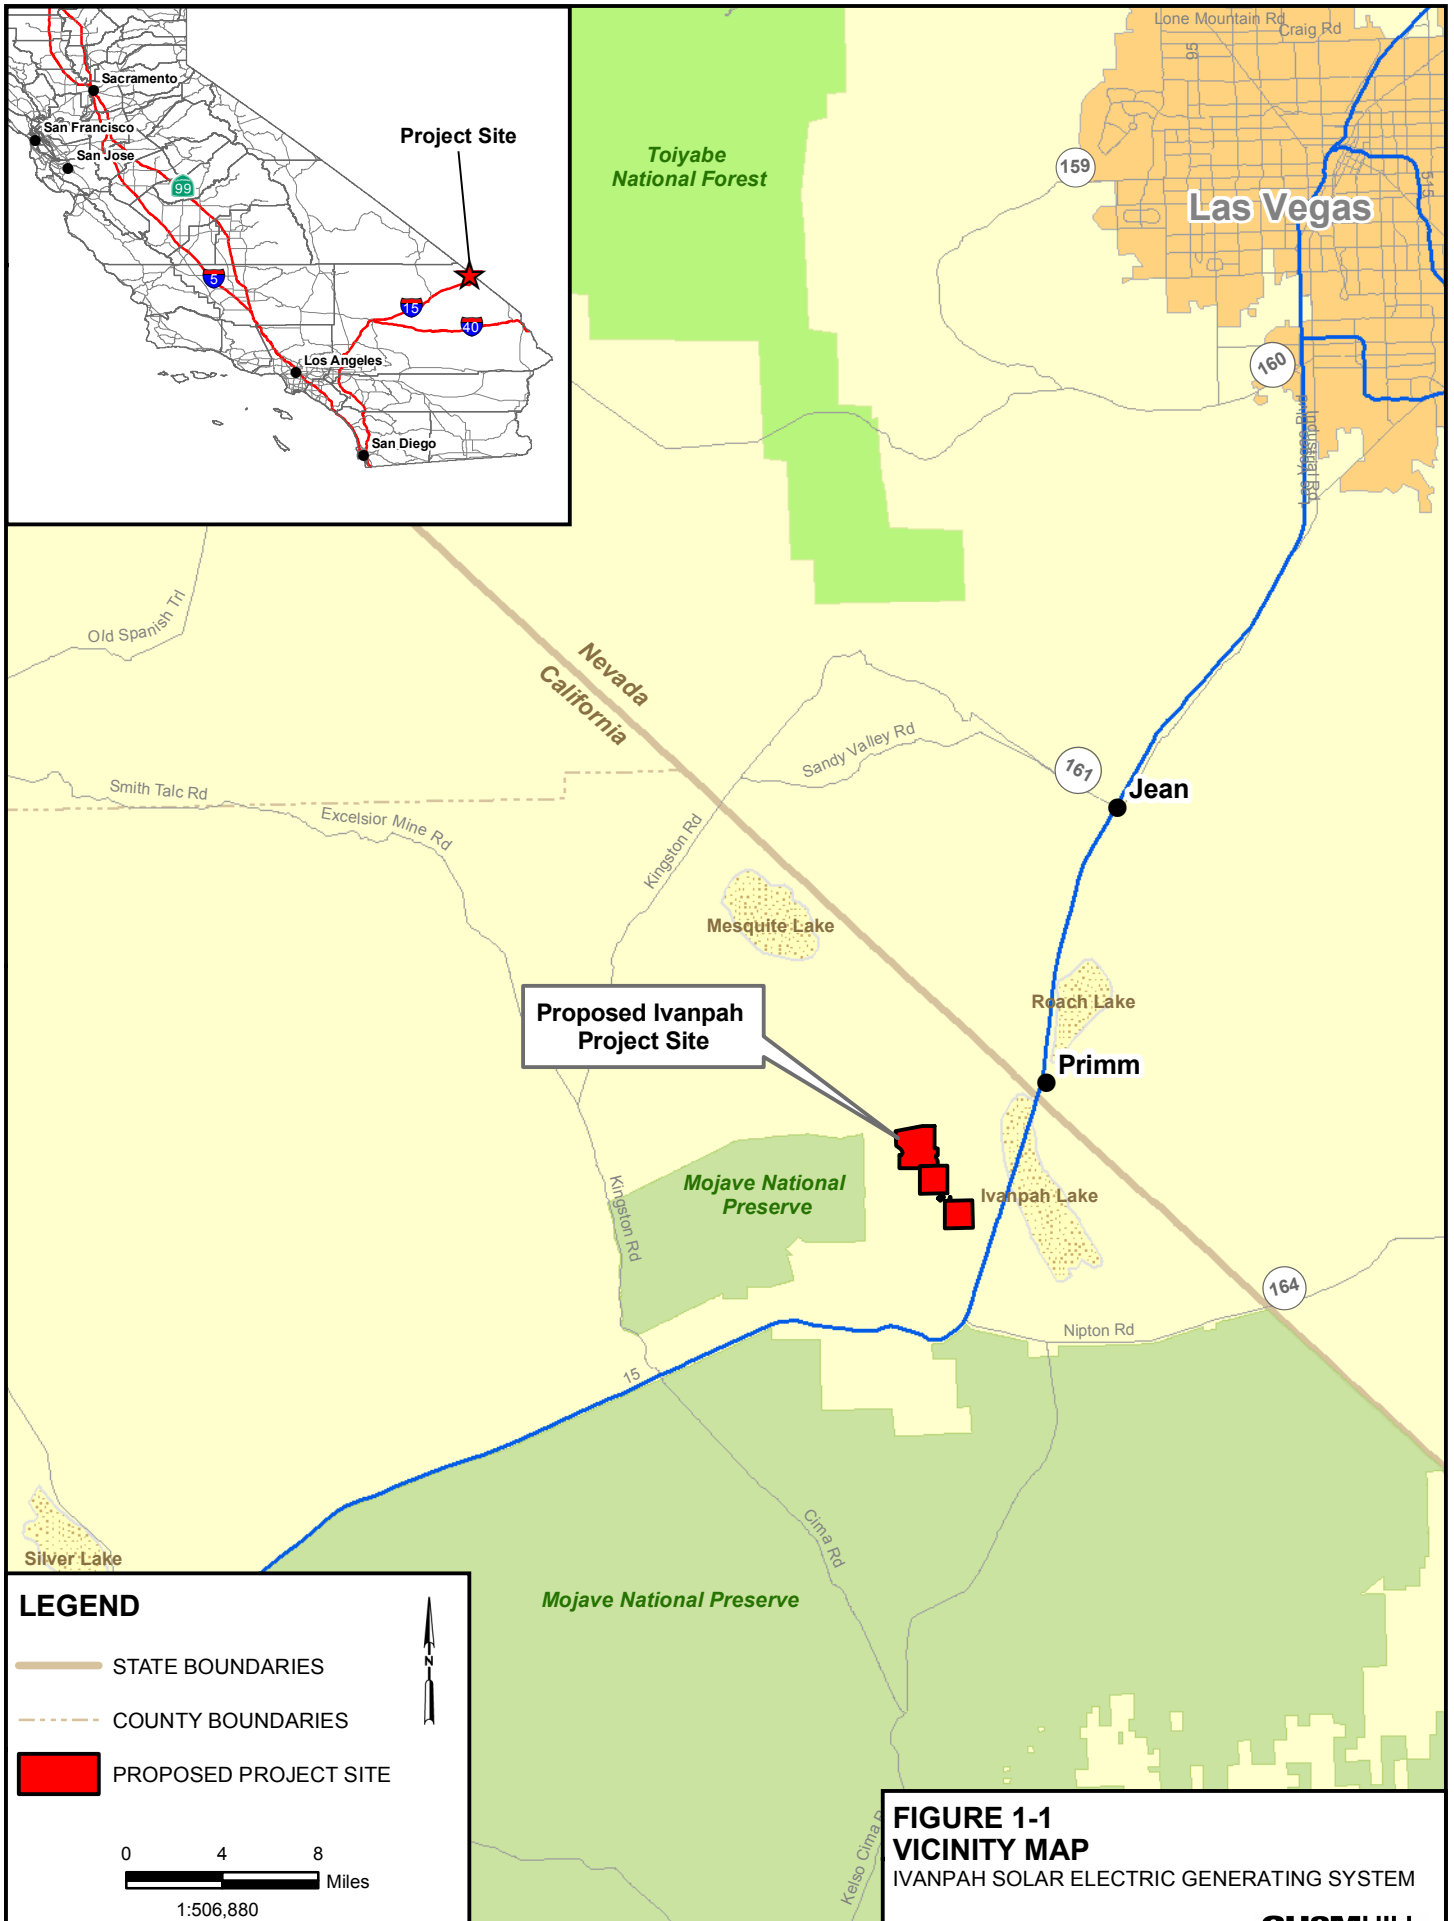 Sacramento
San Francisco
San Jose
99
5
15
40
Los Angeles
San Diego
Project Site
Toiyabe
National Forest
Lone Mountain Rd
Craig Rd
95
159
515
Las Vegas
160
Industrial Rd
Old Spanish Trl
Nevada
California
Sandy Valley Rd
161
Jean
Smith Talc Rd
Excelsior Mine Rd
Kingston Rd
Mesquite Lake
Roach Lake
Proposed Ivanpah
Project Site
Primm
Mojave National
Preserve
Ivanpah Lake
Kingston Rd
164
Nipton Rd
15
Cima Rd
Silver Lake
Mojave National Preserve
Kelso Cima
LEGEND
N
STATE BOUNDARIES
COUNTY BOUNDARIES
PROPOSED PROJECT SITE
0 4 8
Miles
1:506,880
FIGURE 1-1
VICINITY MAP
IVANPAH SOLAR ELECTRIC GENERATING SYSTEM